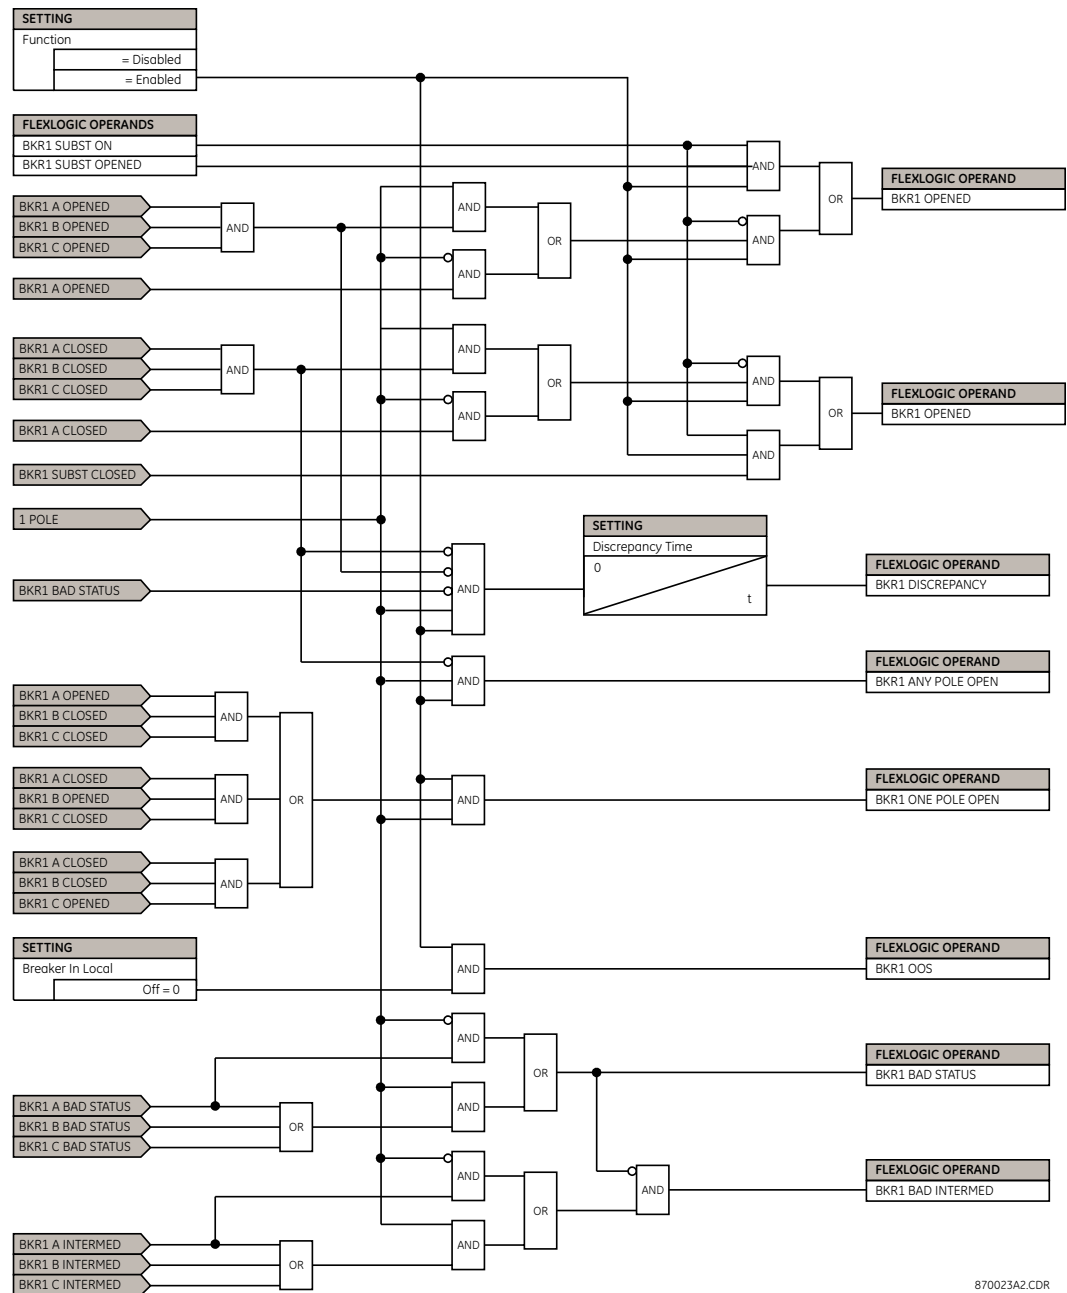 SETTING
Function
= Disabled
= Enabled
FLEXLOGIC OPERANDS
BKR1 SUBST ON
BKR1 SUBST OPENED
AND
OR
FLEXLOGIC OPERAND
BKR1 OPENED
BKR1 A OPENED
BKR1 B OPENED
BKR1 C OPENED
AND
AND
OR
AND
AND
BKR1 A OPENED
BKR1 A CLOSED
BKR1 B CLOSED
BKR1 C CLOSED
AND
AND
OR
AND
AND
OR
FLEXLOGIC OPERAND
BKR1 OPENED
BKR1 A CLOSED
AND
BKR1 SUBST CLOSED
1 POLE
SETTING
Discrepancy Time
0
t
BKR1 BAD STATUS
AND
FLEXLOGIC OPERAND
BKR1 DISCREPANCY
AND
FLEXLOGIC OPERAND
BKR1 ANY POLE OPEN
BKR1 A OPENED
BKR1 B CLOSED
BKR1 C CLOSED
AND
BKR1 A CLOSED
BKR1 B OPENED
BKR1 C CLOSED
AND
OR
AND
FLEXLOGIC OPERAND
BKR1 ONE POLE OPEN
BKR1 A CLOSED
BKR1 B CLOSED
BKR1 C OPENED
AND
SETTING
Breaker In Local
Off = 0
AND
FLEXLOGIC OPERAND
BKR1 OOS
AND
OR
FLEXLOGIC OPERAND
BKR1 BAD STATUS
BKR1 A BAD STATUS
BKR1 B BAD STATUS
BKR1 C BAD STATUS
OR
AND
AND
OR
AND
FLEXLOGIC OPERAND
BKR1 BAD INTERMED
BKR1 A INTERMED
BKR1 B INTERMED
BKR1 C INTERMED
OR
AND
870023A2.CDR